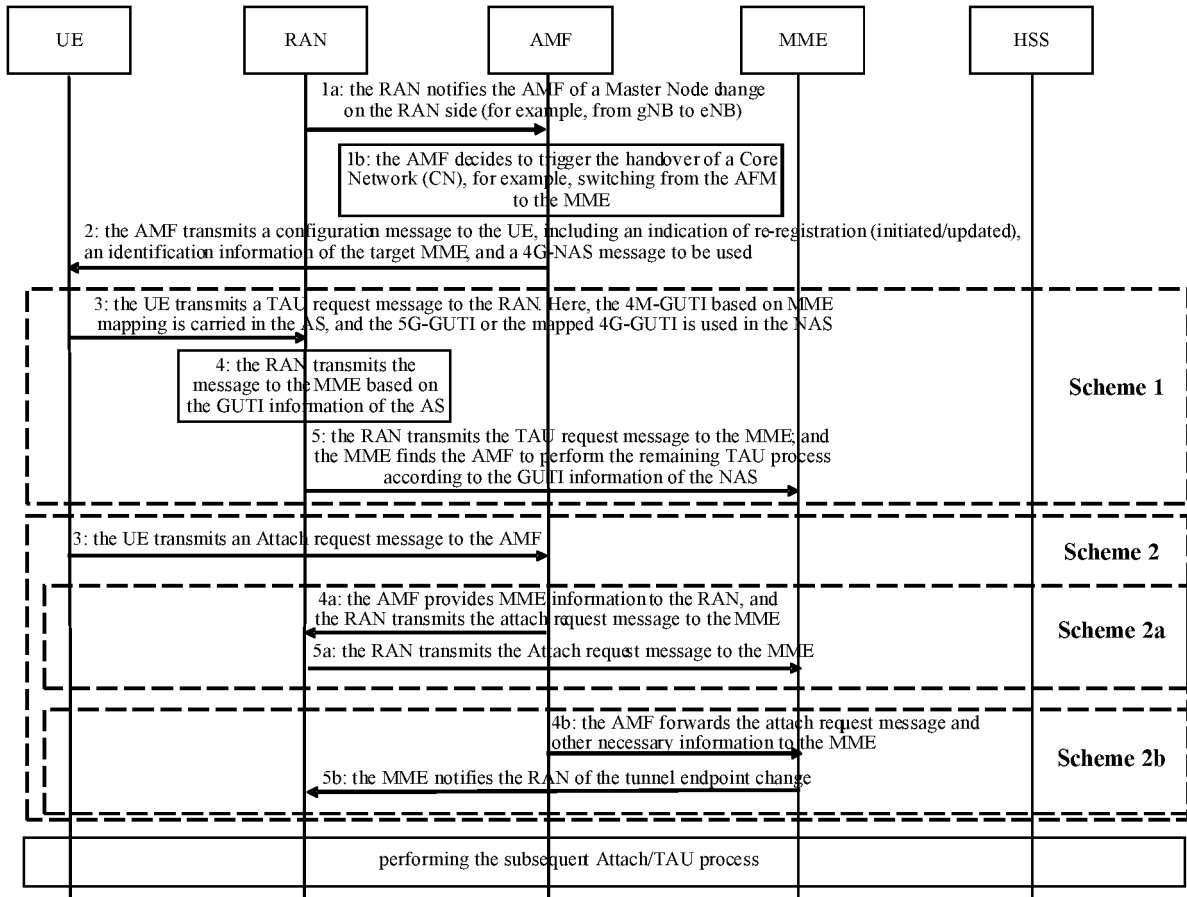 UE RAN AMF MME HSS
1a: the RAN notifies the AMF of a Master Node change
on the RAN side (for example, from gNB to eNB)
1b: the AMF decides to trigger the handover of a Core
Network (CN), for example, switching from the AFM
to the MME
2: the AMF transmits a configuration message to the UE, including an indication of re-registration (initiated/updated),
an identification information of the target MME, and a 4G-NAS message to be used
3: the UE transmits a TAU request message to the RAN. Here, the 4M-GUTI based on MME
mapping is carried in the AS, and the 5G-GUTI or the mapped 4G-GUTI is used in the NAS
4: the RAN transmits the
message to the MME based on
the GUTI information of the AS
Scheme 1
5: the RAN transmits the TAU request message to the MME; and
the MME finds the AMF to perform the remaining TAU process
according to the GUTI information of the NAS
3: the UE transmits an Attach request message to the AMF
Scheme 2
4a: the AMF provides MME information to the RAN, and
the RAN transmits the attach request message to the MME
Scheme 2a
5a: the RAN transmits the Attach request message to the MME
4b: the AMF forwards the attach request message and
other necessary information to the MME
Scheme 2b
5b: the MME notifies the RAN of the tunnel endpoint change
performing the subsequent Attach/TAU process